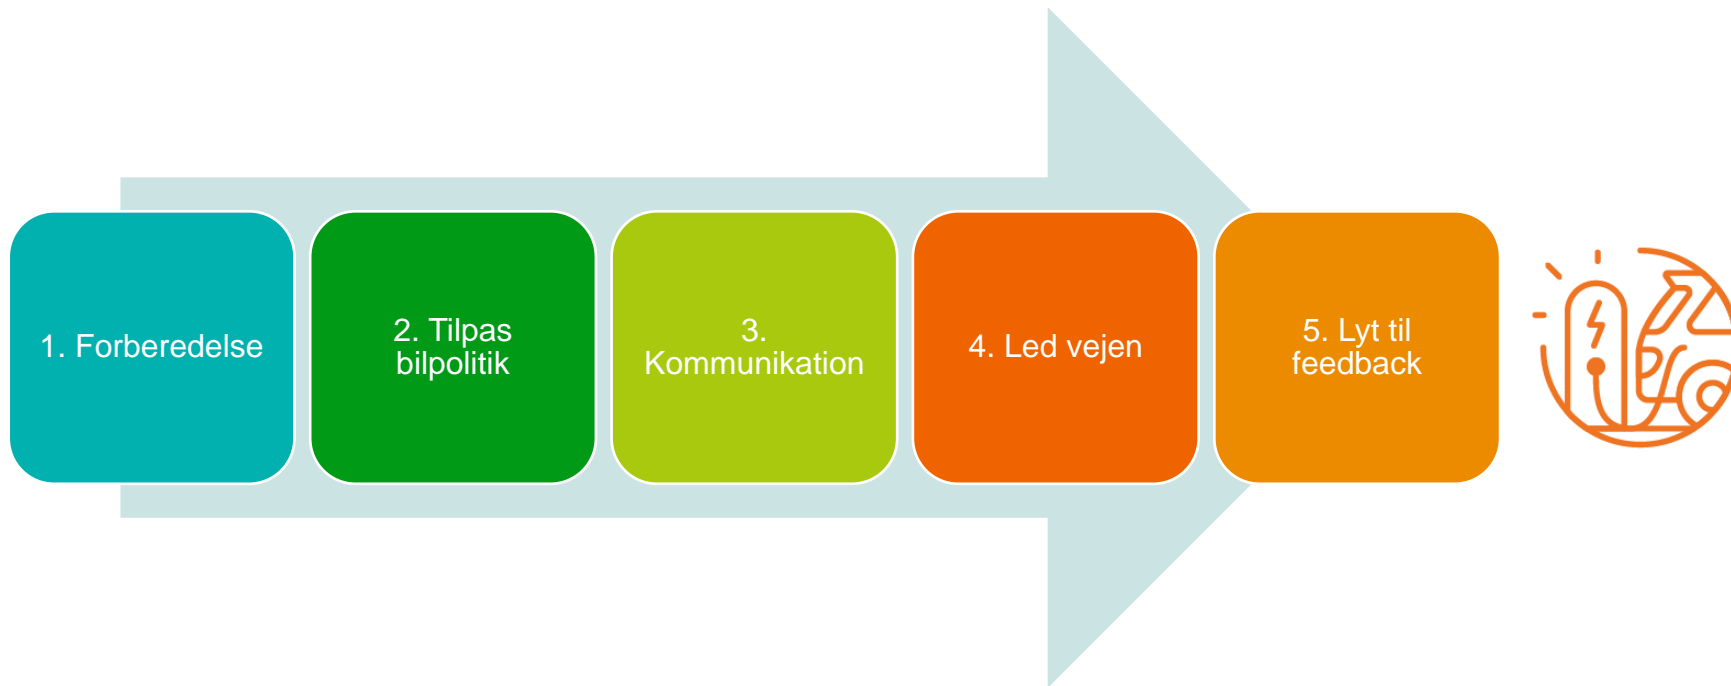 1. Forberedelse
2. Tilpas
bilpolitik
3.
Kommunikation
4. Led vejen
5. Lyt til
feedback